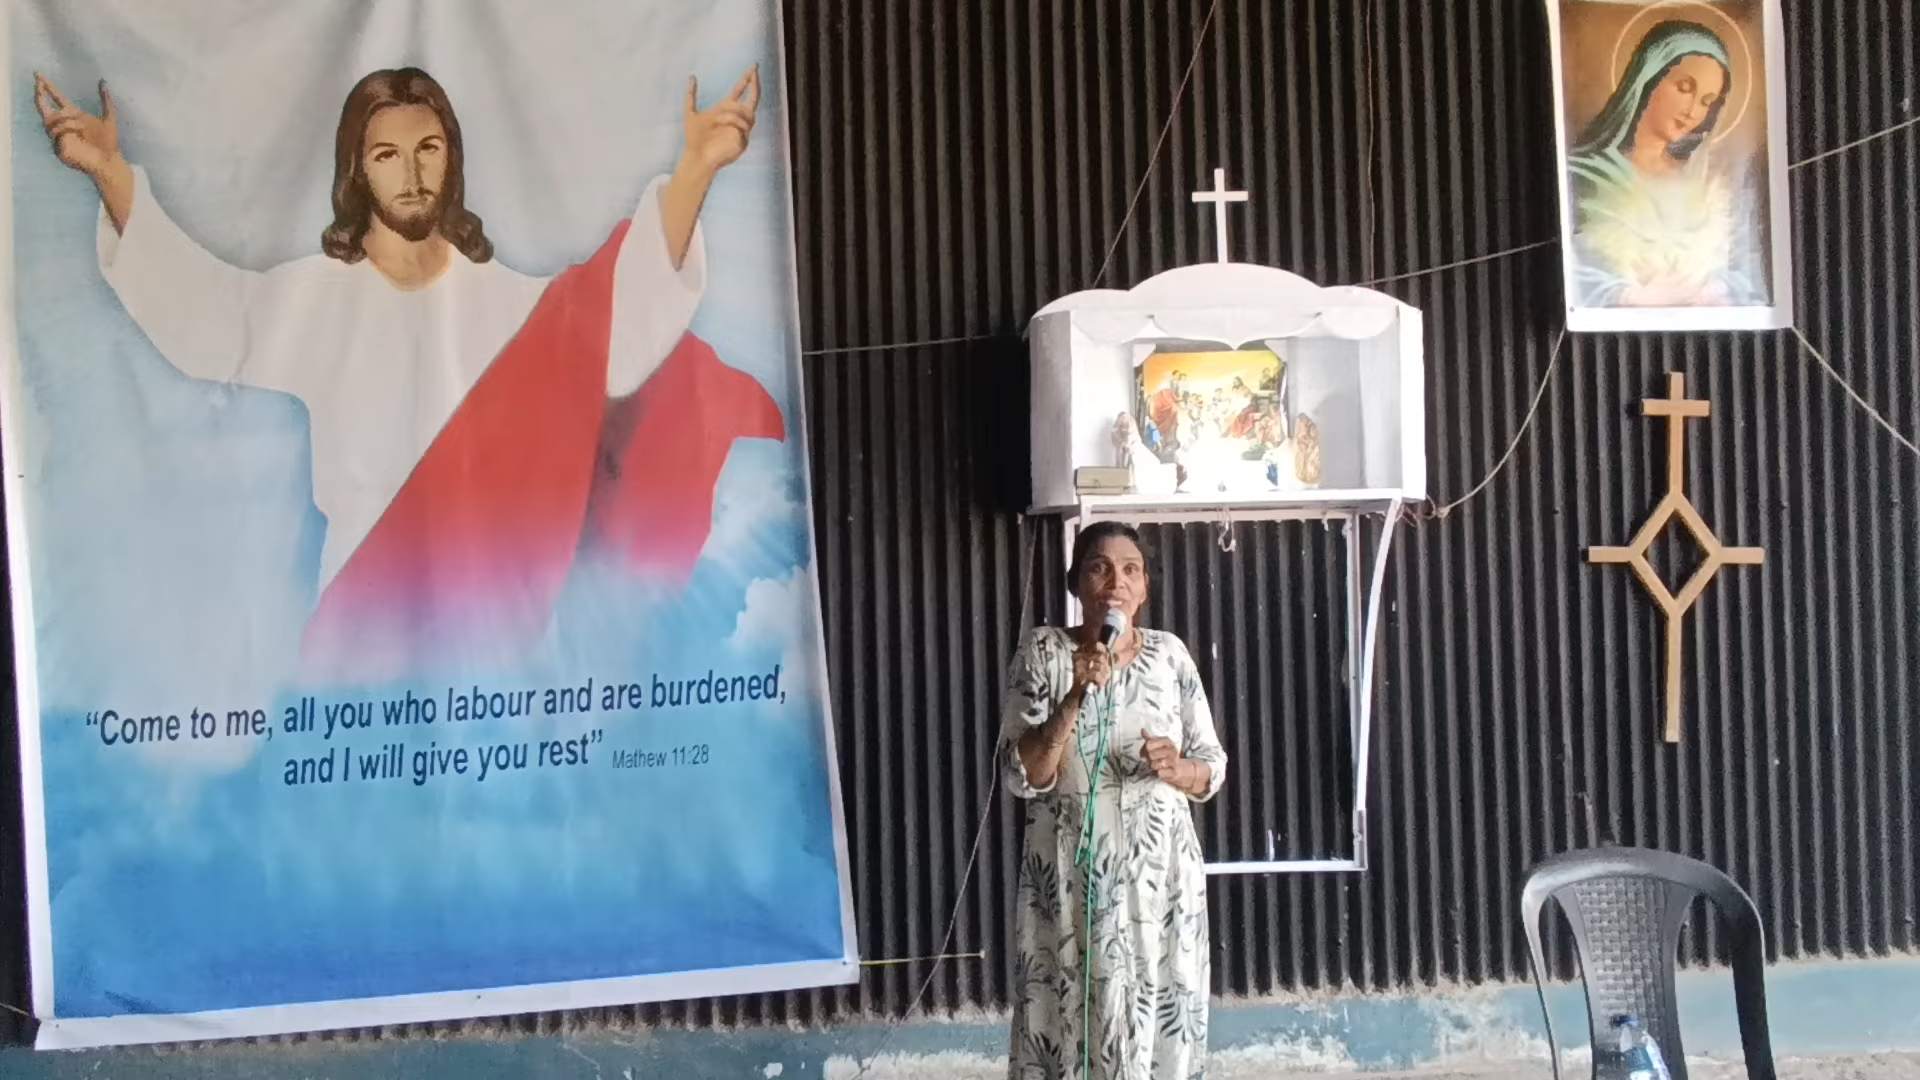 “Come to me, all you who labour and are burdened,
and I will give you rest” Mathew 11:28